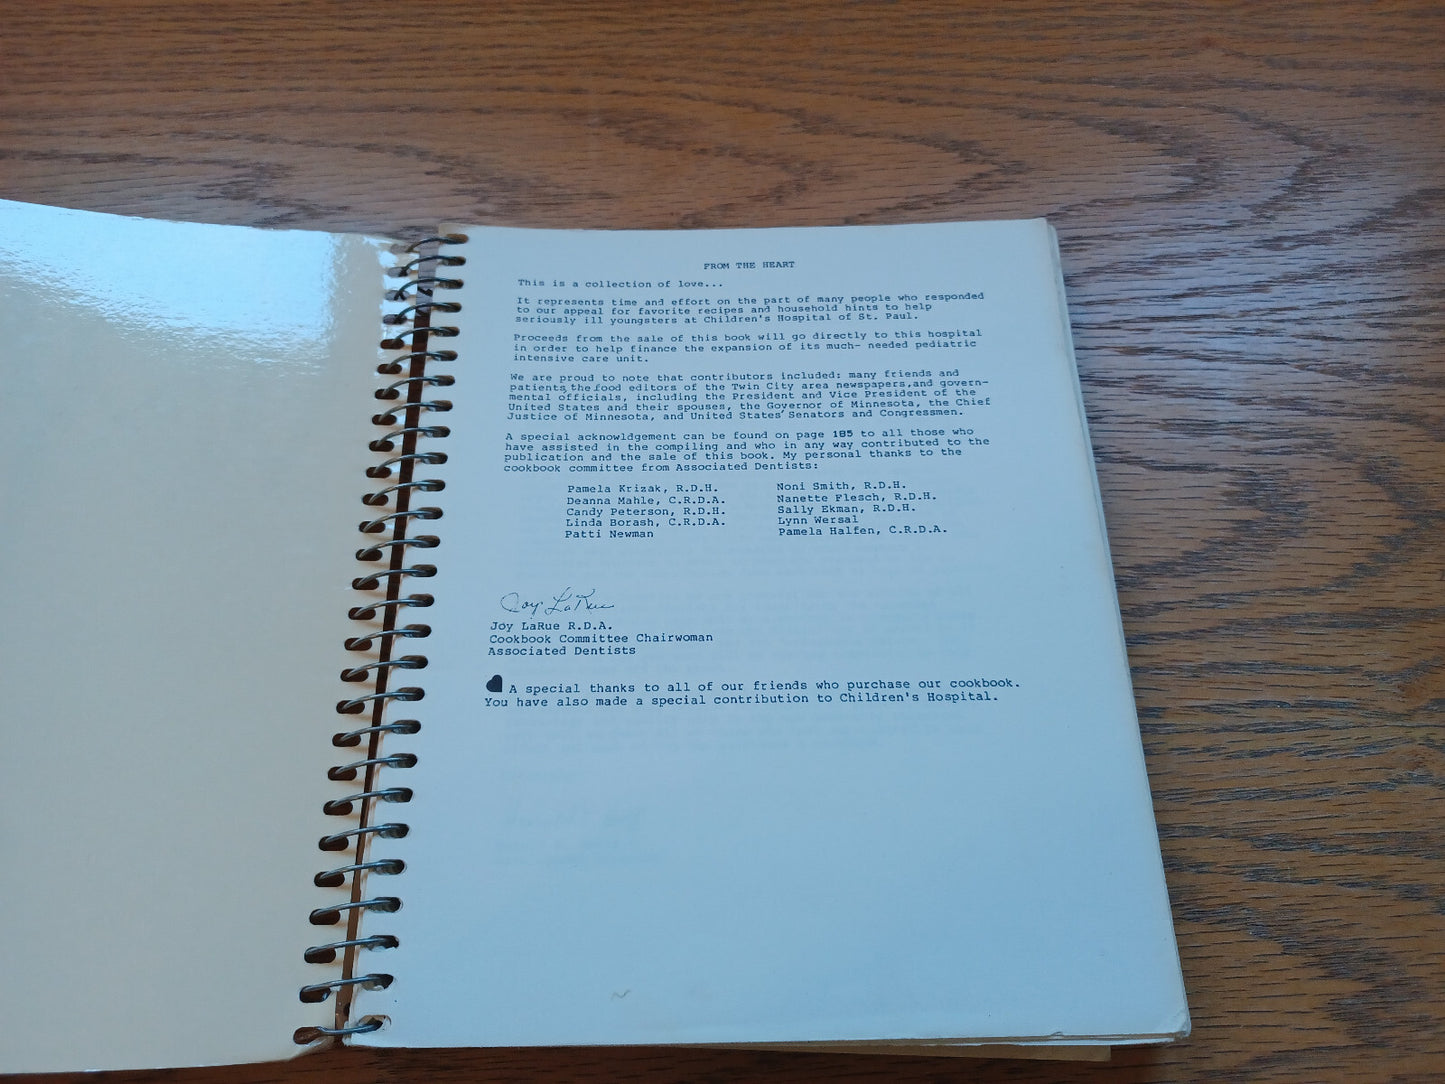 FROM THE HEART
This is a collection of love...
It represents time and effort on the part of many people who responded
to our appeal for favorite recipes and household hints to help
seriously ill youngsters at Children's Hospital of St. Paul.
Proceeds from the sale of this book will go directly to this hospital
in order to help finance the expansion of its much- needed pediatric
intensive care unit.
We are proud to note that contributors included: many friends and
patients,the food editors of the Twin City area newspapers,and govern-
mental officials, including the President and Vice President of the
United States and their spouses, the Governor of Minnesota, the Chief
Justice of Minnesota, and United States Senators and Congressmen.
A special acknowldgement can be found on page 185 to all those who
have assisted in the compiling and who in any way contributed to the
publication and the sale of this book. My personal thanks to the
cookbook committee from Associated Dentists:
Pamela Krizak, R.D.H.
Deanna Mahle, C.R.D.A.
Candy Peterson, R.D.H.
Linda Borash, C.R.D.A.
Patti Newman
Noni Smith, R.D.H.
Nanette Flesch, R.D.H.
Sally Ekman, R.D.H.
Lynn Wersal
Pamela Halfen, C.R.D.A.
Joy LaRue
Joy LaRue R.D.A.
Cookbook Committee Chairwoman
Associated Dentists
A special thanks to all of our friends who purchase our cookbook.
You have also made a special contribution to Children's Hospital.